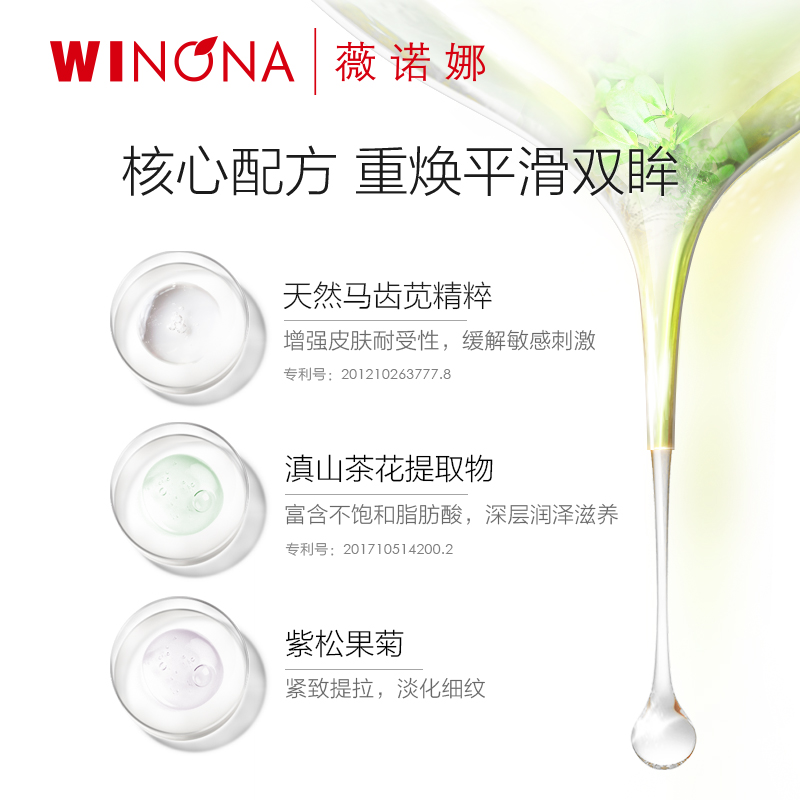 WINONA 薇诺娜
核心配方 重焕平滑双眸
天然马齿苋精粹
增强皮肤耐受性，缓解敏感刺激
专利号：201210263777.8
滇山茶花提取物
富含不饱和脂肪酸，深层润泽滋养
专利号：201710514200.2
紫松果菊
紧致提拉，淡化细纹